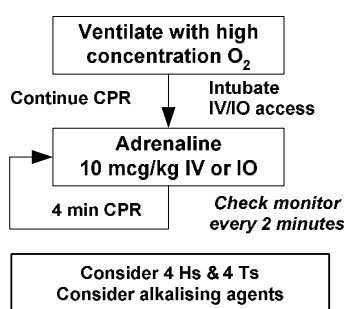 Ventilate with high
concentration O₂
Continue CPR
Intubate
IV/IO access
Adrenaline
10 mcg/kg IV or IO
4 min CPR
Check monitor
every 2 minutes
Consider 4 Hs & 4 Ts
Consider alkalising agents